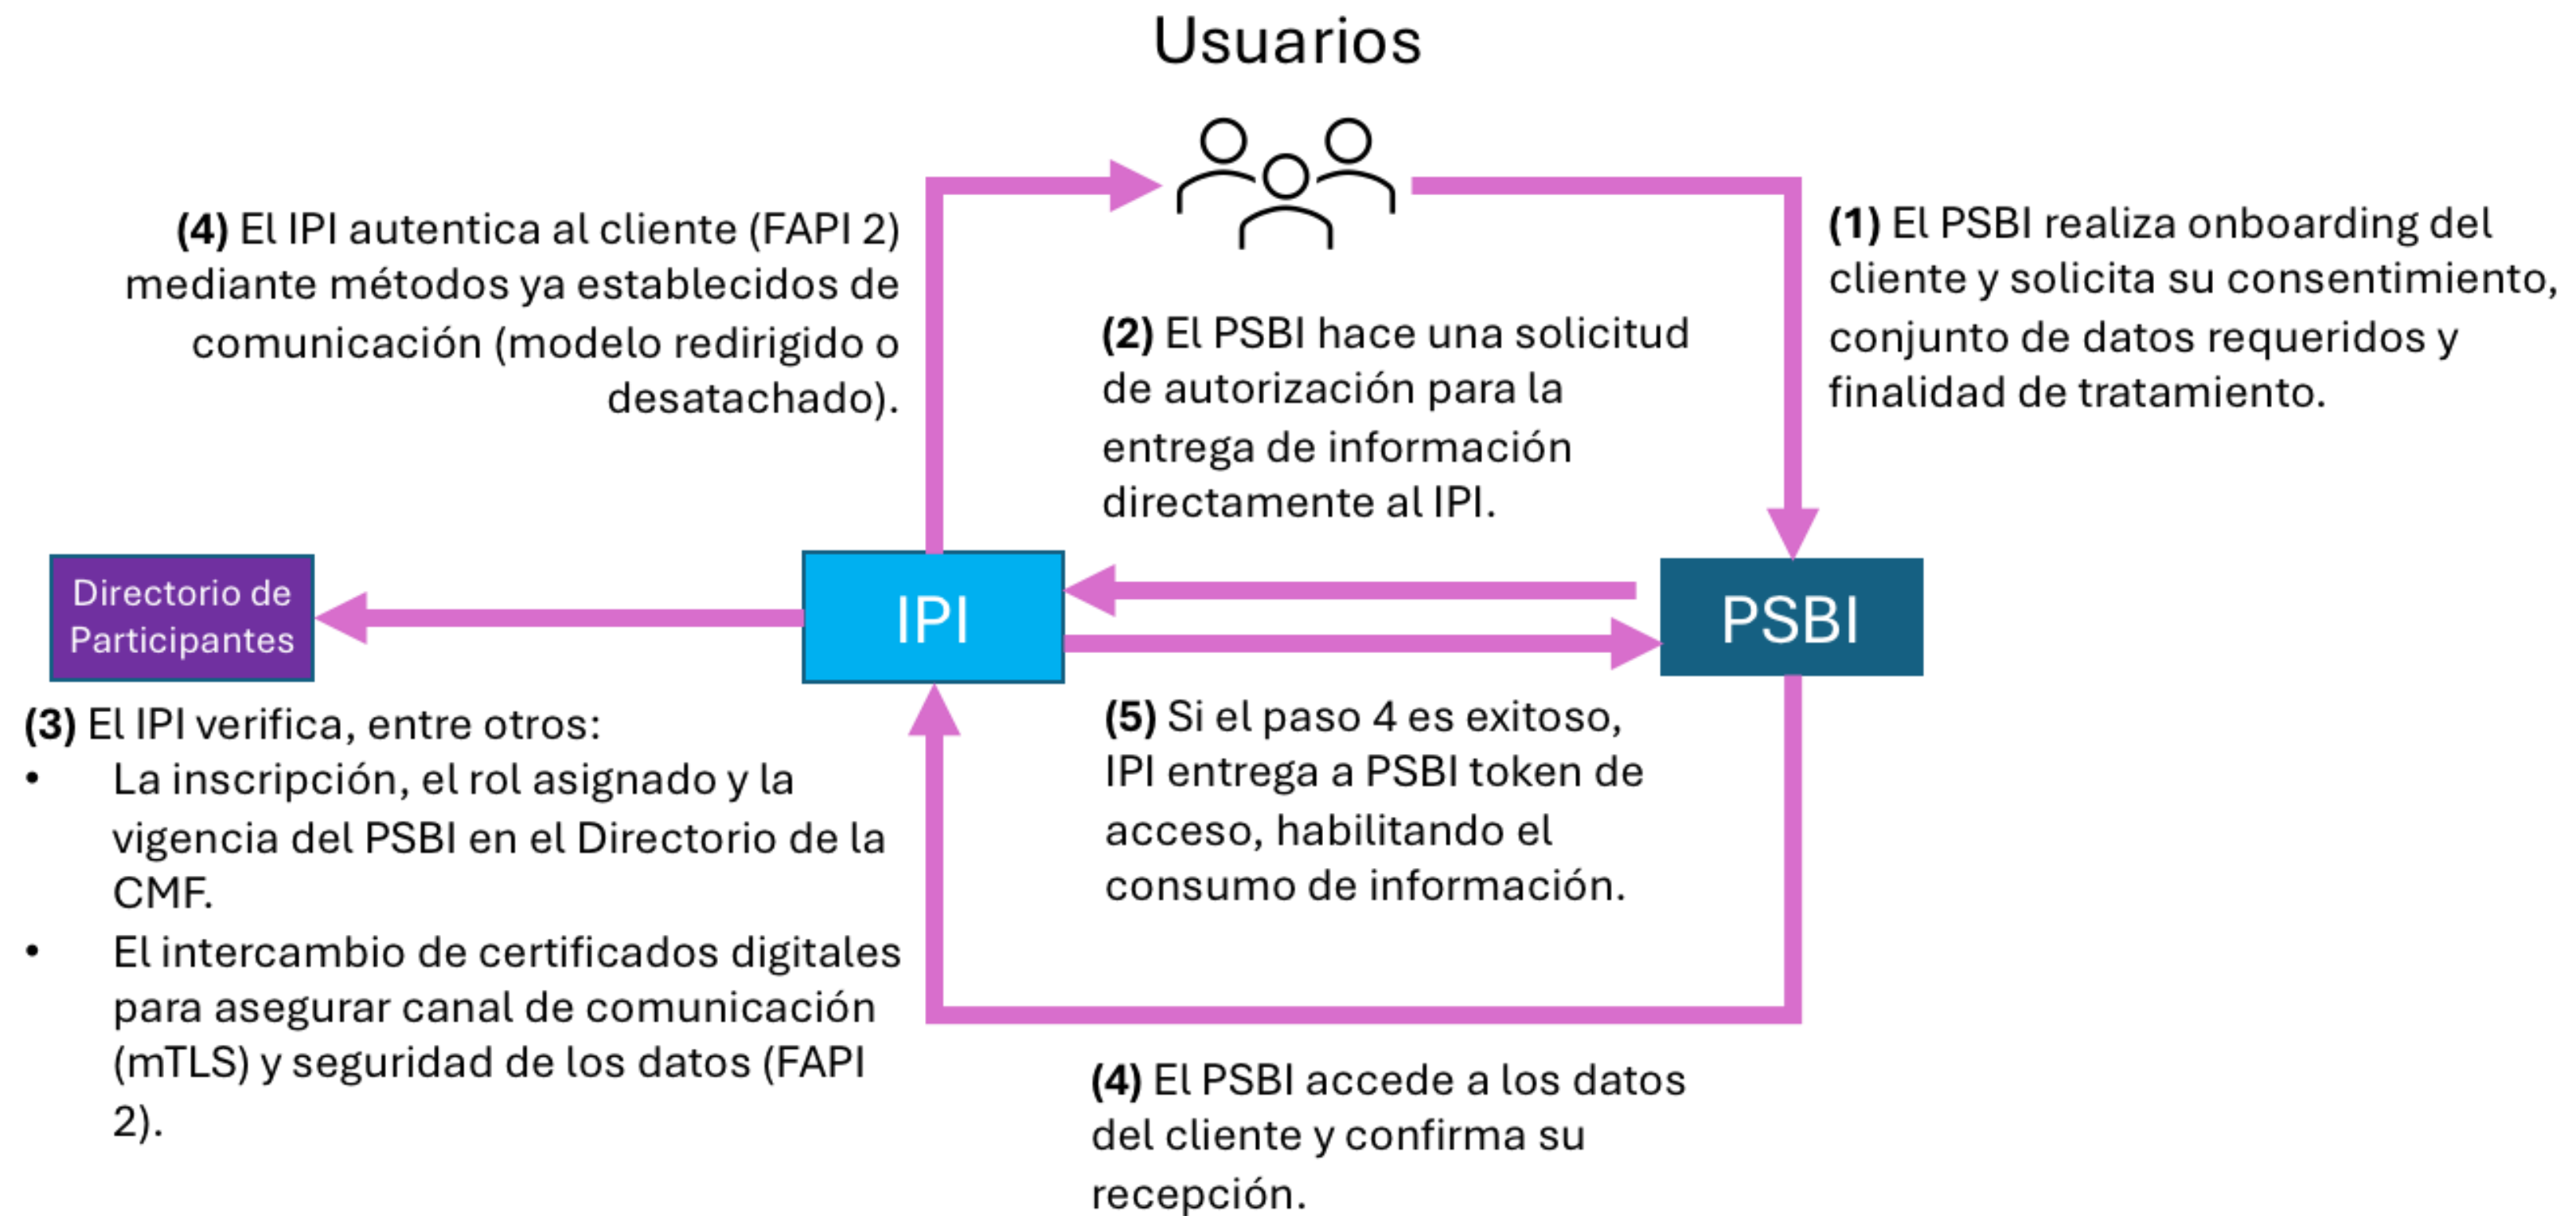 Usuarios
(4) El IPI autentica al cliente (FAPI 2)
mediante métodos ya establecidos de
comunicación (modelo redirigido o
desatachado).
(1) El PSBI realiza onboarding del
cliente y solicita su consentimiento,
conjunto de datos requeridos y
finalidad de tratamiento.
(2) El PSBI hace una solicitud
de autorización para la
entrega de información
directamente al IPI.
Directorio de
Participantes
IPI
PSBI
(3) El IPI verifica, entre otros:
• La inscripción, el rol asignado y la
vigencia del PSBI en el Directorio de la
CMF.
• El intercambio de certificados digitales
para asegurar canal de comunicación
(mTLS) y seguridad de los datos (FAPI
2).
(5) Si el paso 4 es exitoso,
IPI entrega a PSBI token de
acceso, habilitando el
consumo de información.
(4) El PSBI accede a los datos
del cliente y confirma su
recepción.